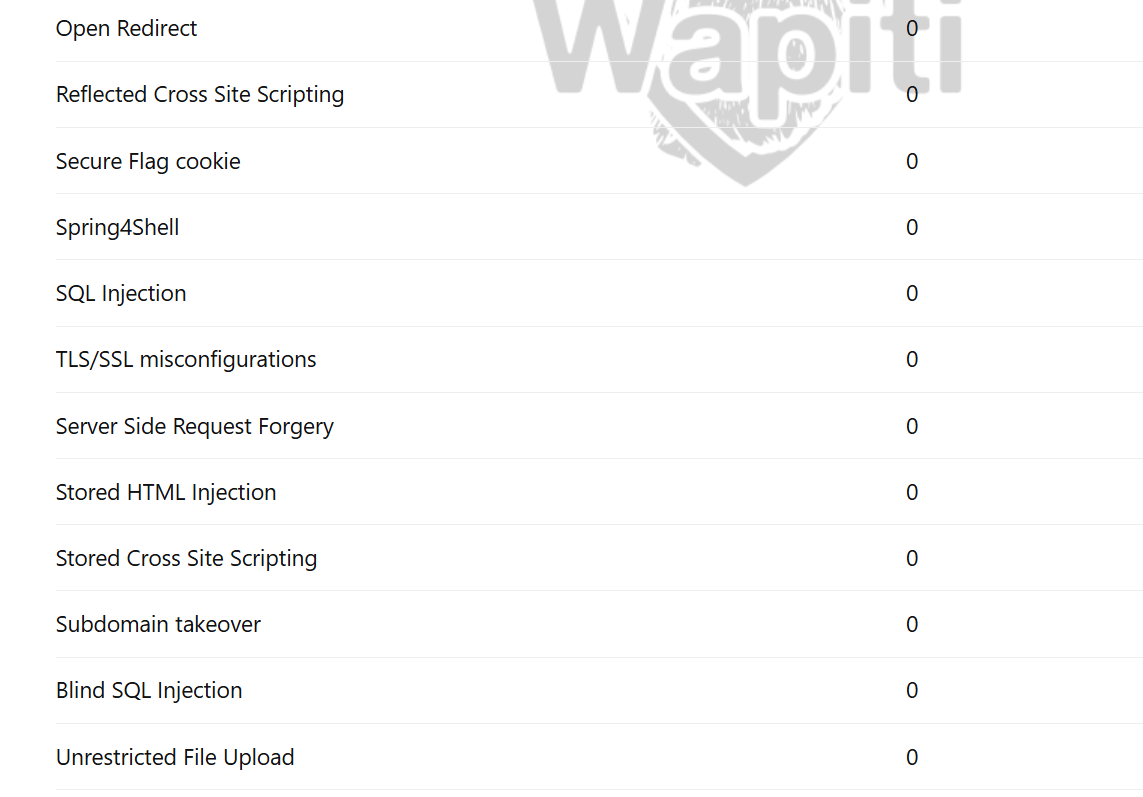 Wapiti
Open Redirect 0
Reflected Cross Site Scripting 0
Secure Flag cookie 0
Spring4Shell 0
SQL Injection 0
TLS/SSL misconfigurations 0
Server Side Request Forgery 0
Stored HTML Injection 0
Stored Cross Site Scripting 0
Subdomain takeover 0
Blind SQL Injection 0
Unrestricted File Upload 0